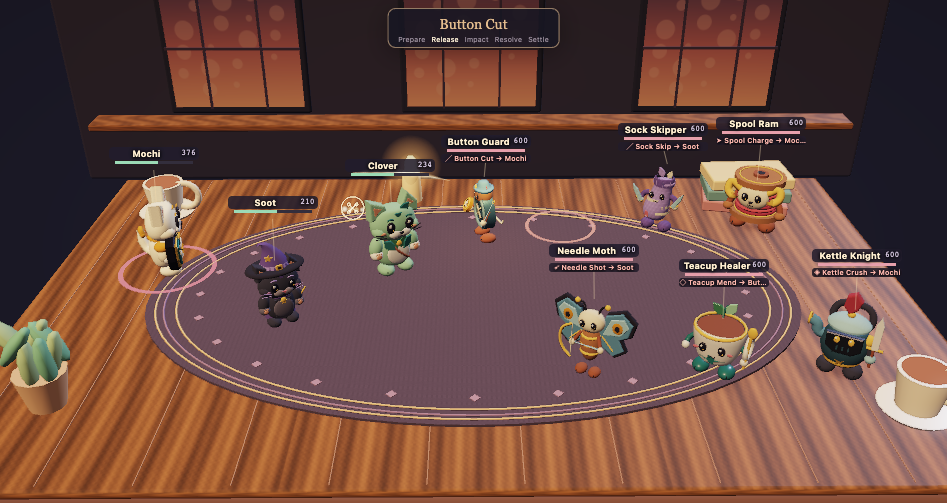 Button Cut
Prepare Release Impact Resolve Settle
Mochi 376
Soot 210
Clover 234
Button Guard 600
Button Cut → Mochi
Sock Skipper 600
Sock Skip → Soot
Spool Ram 600
Spool Charge → Moc...
Needle Moth 600
Needle Shot → Soot
Teacup Healer 600
Teacup Mend → But...
Kettle Knight 600
Kettle Crush → Mochi